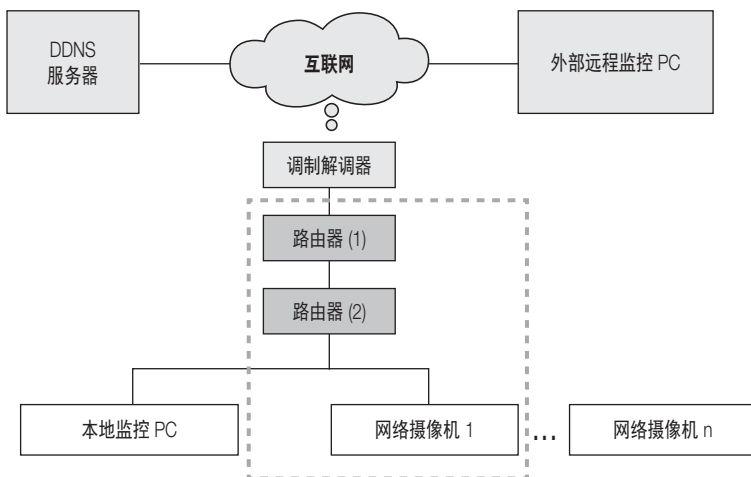 DDNS
服务器
互联网
外部远程监控 PC
调制解调器
路由器 (1)
路由器 (2)
本地监控 PC
网络摄像机 1
...
网络摄像机 n